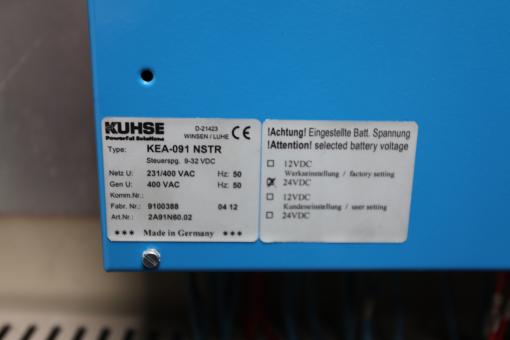 KUHSE
Powerful Solutions
D-21423
WINSEN / LUHE
CE
Type: KEA-091 NSTR
Steuerspg. 9-32 VDC
Netz U: 231/400 VAC Hz: 50
Gen U: 400 VAC Hz: 50
Komm.Nr.:
Fabr. Nr.: 9100388 04 12
Art.Nr.: 2A91N60.02
*** Made in Germany ***
!Achtung! Eingestellte Batt. Spannung
!Attention! selected battery voltage
12VDC
Werkseinstellung / factory setting
24VDC
12VDC
Kundeneinstellung / user setting
24VDC